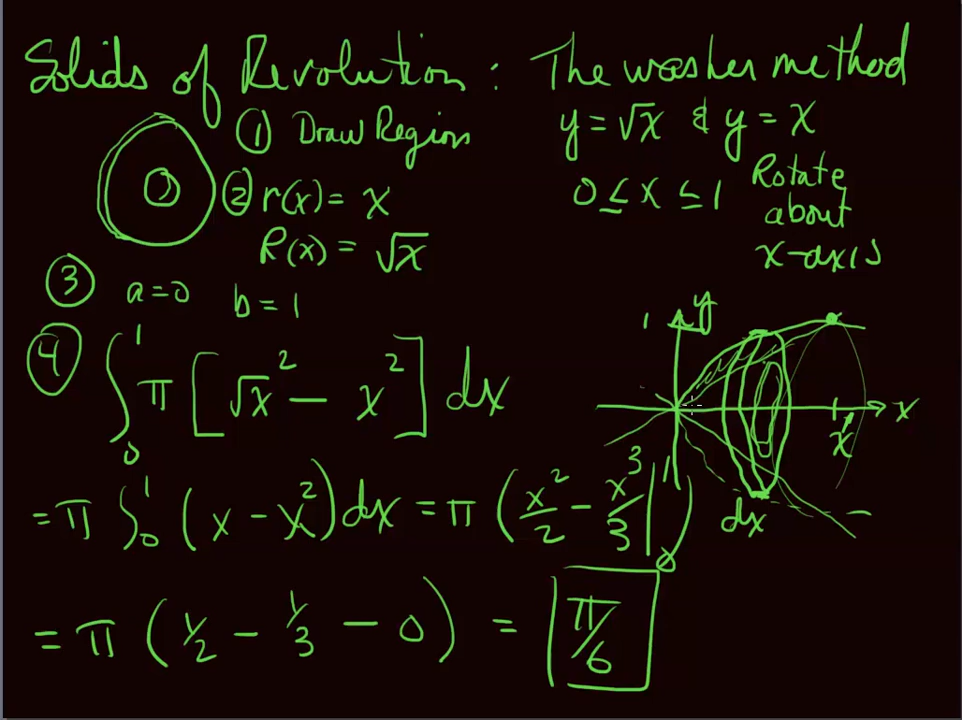 Solids of Revolution: The washer method
① Draw Region
y = √x & y = x
② r(x) = x
0 ≤ x ≤ 1
Rotate
about
x-axis
R(x) = √x
③ a=0 b=1
④ ∫₀¹ π [√x² − x²] dx
1 y
x
= π ∫₀¹ (x − x²) dx = π (x²/2 − x³/3 |₀¹)
dx
= π (1/2 − 1/3 − 0) = π/6